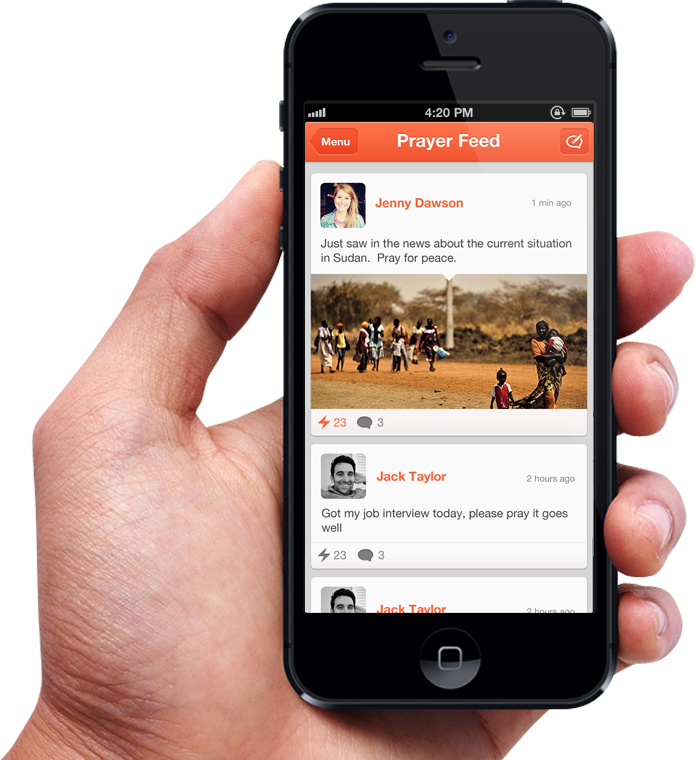 4:20 PM
Menu
Prayer Feed
Jenny Dawson
1 min ago
Just saw in the news about the current situation
in Sudan. Pray for peace.
23
3
Jack Taylor
2 hours ago
Got my job interview today, please pray it goes
well
23
3
Jack Taylor
2 hours ago